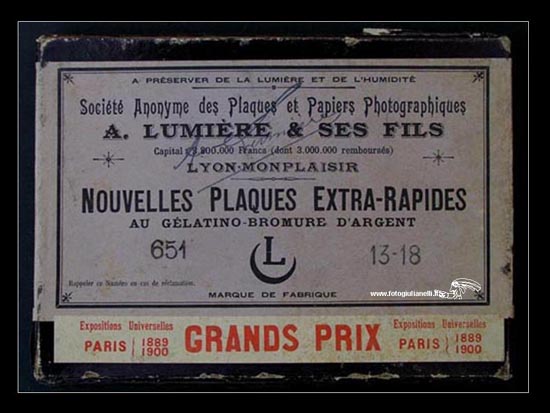 A PRÉSERVER DE LA LUMIÈRE ET DE L'HUMIDITÉ
Société Anonyme des Plaques et Papiers Photographiques
A. LUMIÈRE & SES FILS
Capital: 3.800.000 Francs (dont 3.000.000 remboursés)
LYON-MONPLAISIR
NOUVELLES PLAQUES EXTRA-RAPIDES
AU GÉLATINO-BROMURE D'ARGENT
651 L 13-18
Rappeler ce Numéro en cas de réclamation.
MARQUE DE FABRIQUE
www.fotogiulianelli.it
Expositions Universelles
PARIS 1889 1900
GRANDS PRIX
Expositions Universelles
PARIS 1889 1900